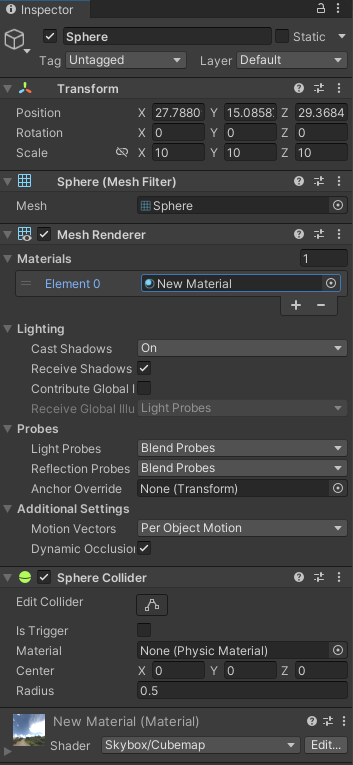 Inspector
Sphere Static
Tag Untagged Layer Default
Transform
Position X 27.7880 Y 15.0858 Z 29.3684
Rotation X 0 Y 0 Z 0
Scale X 10 Y 10 Z 10
Sphere (Mesh Filter)
Mesh Sphere
Mesh Renderer
Materials 1
Element 0 New Material
+ −
Lighting
Cast Shadows On
Receive Shadows
Contribute Global I
Receive Global Illu Light Probes
Probes
Light Probes Blend Probes
Reflection Probes Blend Probes
Anchor Override None (Transform)
Additional Settings
Motion Vectors Per Object Motion
Dynamic Occlusion
Sphere Collider
Edit Collider
Is Trigger
Material None (Physic Material)
Center X 0 Y 0 Z 0
Radius 0.5
New Material (Material)
Shader Skybox/Cubemap Edit...